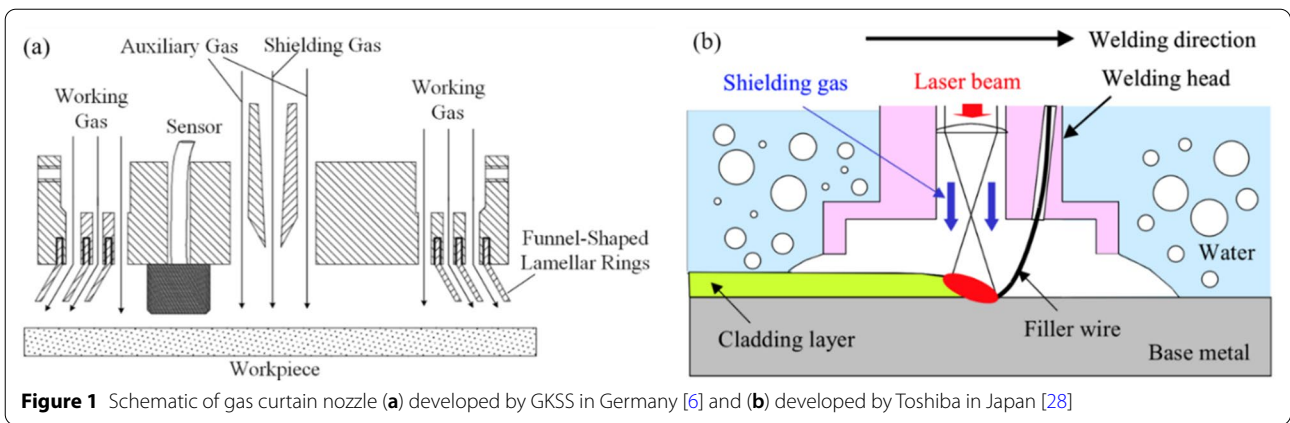 (a)
Auxiliary Gas
Shielding Gas
Working
Gas
Sensor
Working
Gas
Funnel-Shaped
Lamellar Rings
Workpiece
(b)
Welding direction
Shielding gas
Laser beam
Welding head
Water
Filler wire
Cladding layer
Base metal
Figure 1 Schematic of gas curtain nozzle (a) developed by GKSS in Germany [6] and (b) developed by Toshiba in Japan [28]